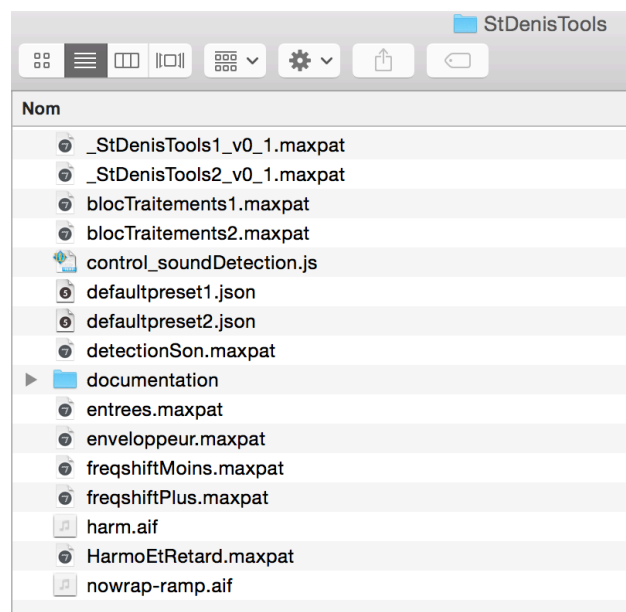 StDenisTools
Nom
_StDenisTools1_v0_1.maxpat
_StDenisTools2_v0_1.maxpat
blocTraitements1.maxpat
blocTraitements2.maxpat
control_soundDetection.js
defaultpreset1.json
defaultpreset2.json
detectionSon.maxpat
documentation
entrees.maxpat
enveloppeur.maxpat
freqshiftMoins.maxpat
freqshiftPlus.maxpat
harm.aif
HarmoEtRetard.maxpat
nowrap-ramp.aif